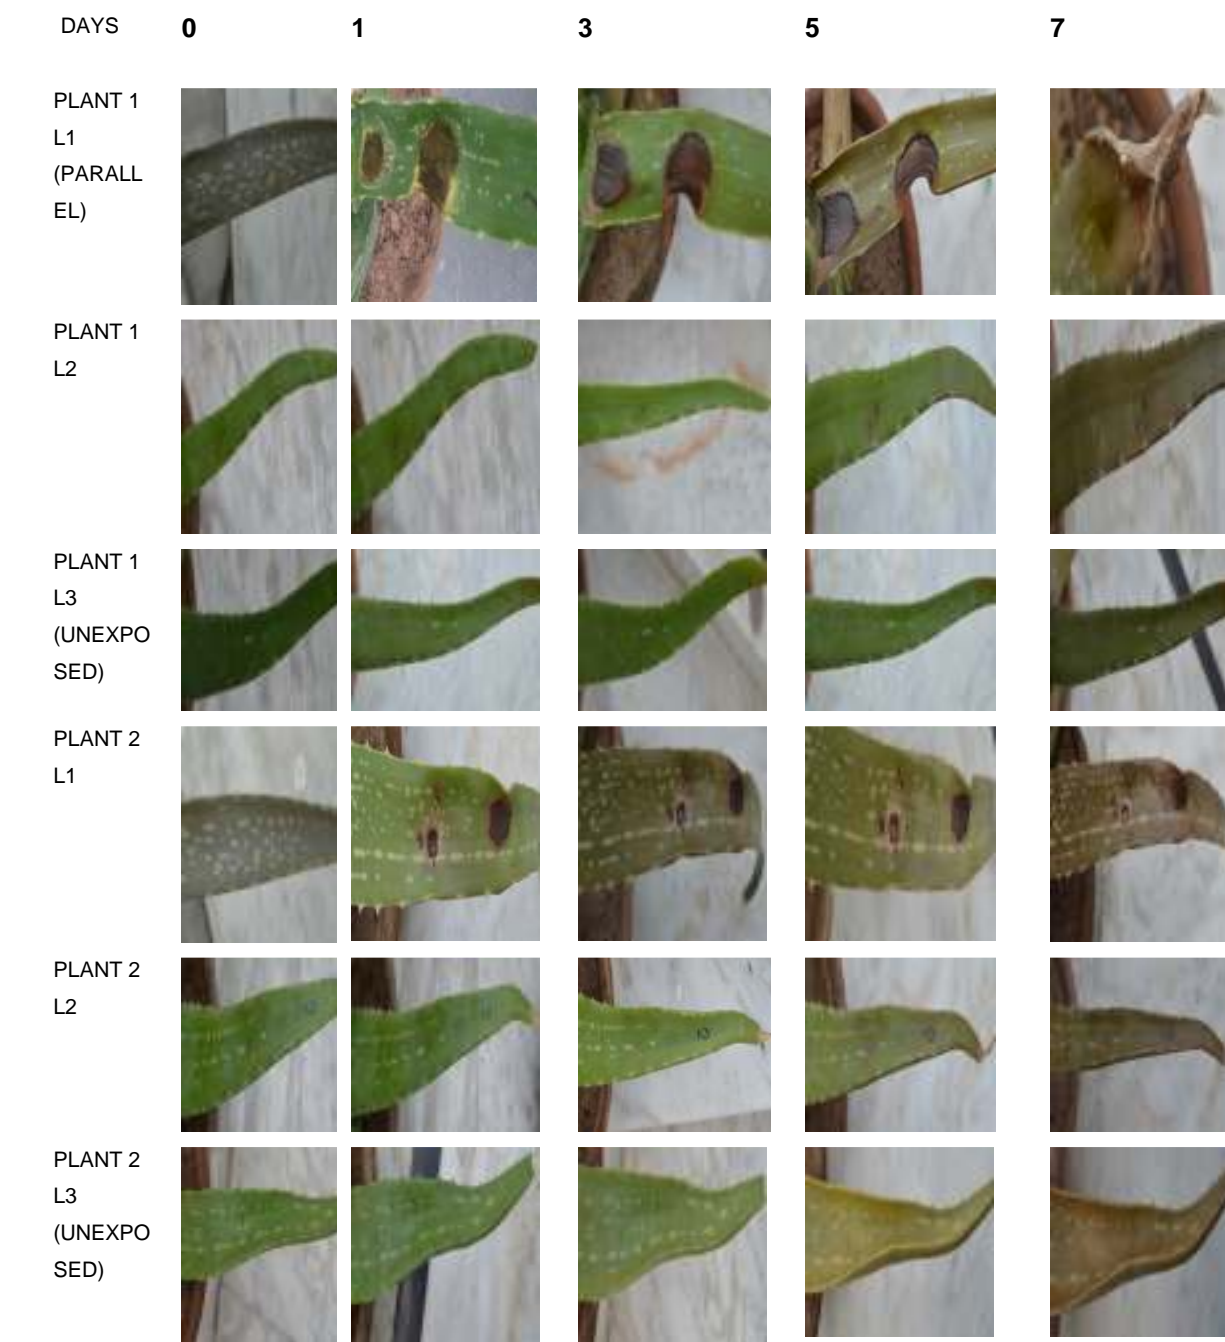 DAYS 0 1 3 5 7
PLANT 1
L1
(PARALL
EL)
PLANT 1
L2
PLANT 1
L3
(UNEXPO
SED)
PLANT 2
L1
PLANT 2
L2
PLANT 2
L3
(UNEXPO
SED)